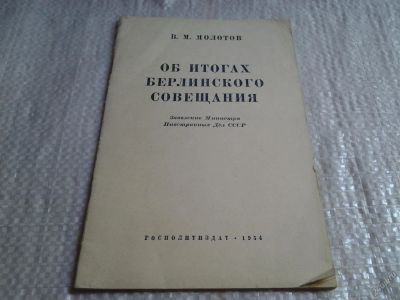 В. М. МОЛОТОВ
ОБ ИТОГАХ
БЕРЛИНСКОГО
СОВЕЩАНИЯ
Заявление Министра
Иностранных Дел СССР
ГОСПОЛИТИЗДАТ • 1954